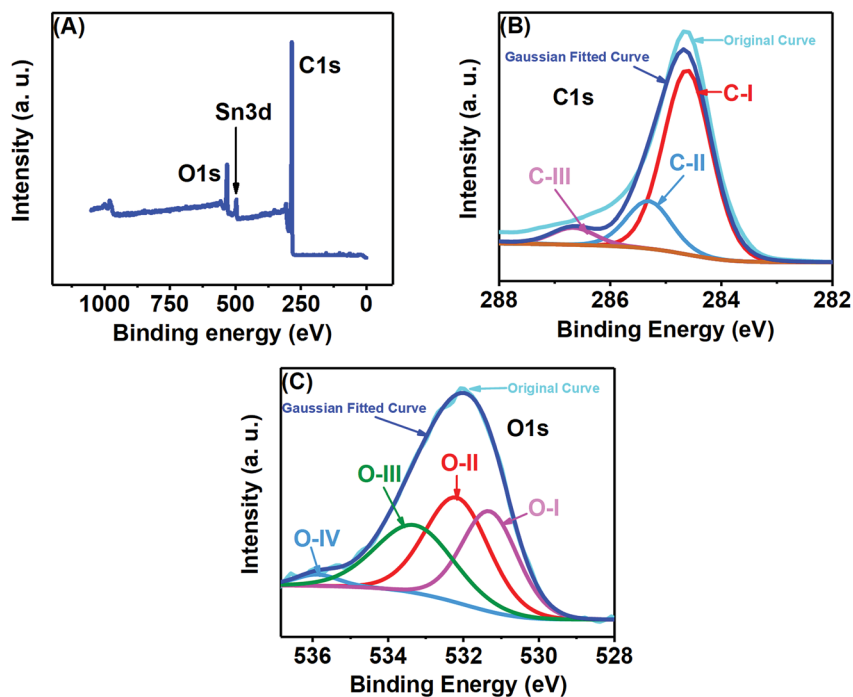 (A)
C1s
Sn3d
O1s
Intensity (a. u.)
1000 750 500 250 0
Binding energy (eV)
(B)
Original Curve
Gaussian Fitted Curve
C1s
C-I
C-II
C-III
Intensity (a. u.)
288 286 284 282
Binding Energy (eV)
(C)
Original Curve
Gaussian Fitted Curve
O1s
O-II
O-III
O-I
O-IV
Intensity (a. u.)
536 534 532 530 528
Binding Energy (eV)